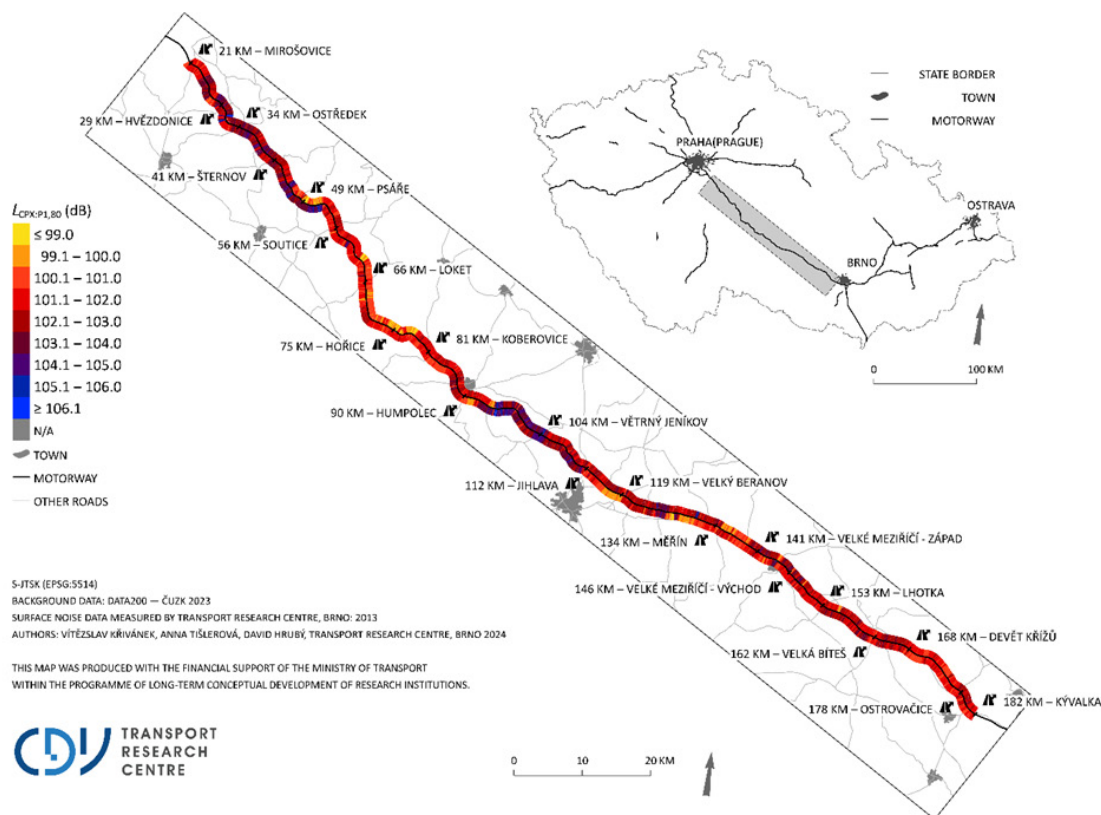 21 KM – MIROŠOVICE
29 KM – HVĚZDONICE
34 KM – OSTŘEDEK
41 KM – ŠTERNOV
49 KM – PSÁŘE
56 KM – SOUTICE
66 KM – LOKET
75 KM – HOŘICE
81 KM – KOBEROVICE
90 KM – HUMPOLEC
104 KM – VĚTRNÝ JENÍKOV
112 KM – JIHLAVA
119 KM – VELKÝ BERANOV
134 KM – MĚŘÍN
141 KM – VELKÉ MEZIŘÍČÍ - ZÁPAD
146 KM – VELKÉ MEZIŘÍČÍ - VÝCHOD
153 KM – LHOTKA
162 KM – VELKÁ BÍTEŠ
168 KM – DEVĚT KŘÍŽŮ
178 KM – OSTROVAČICE
182 KM – KÝVALKA
STATE BORDER
TOWN
MOTORWAY
PRAHA(PRAGUE)
OSTRAVA
BRNO
0 100 KM
LCPX:P1,80 (dB)
≤ 99.0
99.1 – 100.0
100.1 – 101.0
101.1 – 102.0
102.1 – 103.0
103.1 – 104.0
104.1 – 105.0
105.1 – 106.0
≥ 106.1
N/A
TOWN
MOTORWAY
OTHER ROADS
S-JTSK (EPSG:5514)
BACKGROUND DATA: DATA200 — ČUZK 2023
SURFACE NOISE DATA MEASURED BY TRANSPORT RESEARCH CENTRE, BRNO: 2013
AUTHORS: VÍTĚZSLAV KŘIVÁNEK, ANNA TIŠLEROVÁ, DAVID HRUBÝ, TRANSPORT RESEARCH CENTRE, BRNO 2024
THIS MAP WAS PRODUCED WITH THE FINANCIAL SUPPORT OF THE MINISTRY OF TRANSPORT
WITHIN THE PROGRAMME OF LONG-TERM CONCEPTUAL DEVELOPMENT OF RESEARCH INSTITUTIONS.
CDV
TRANSPORT
RESEARCH
CENTRE
0 10 20 KM